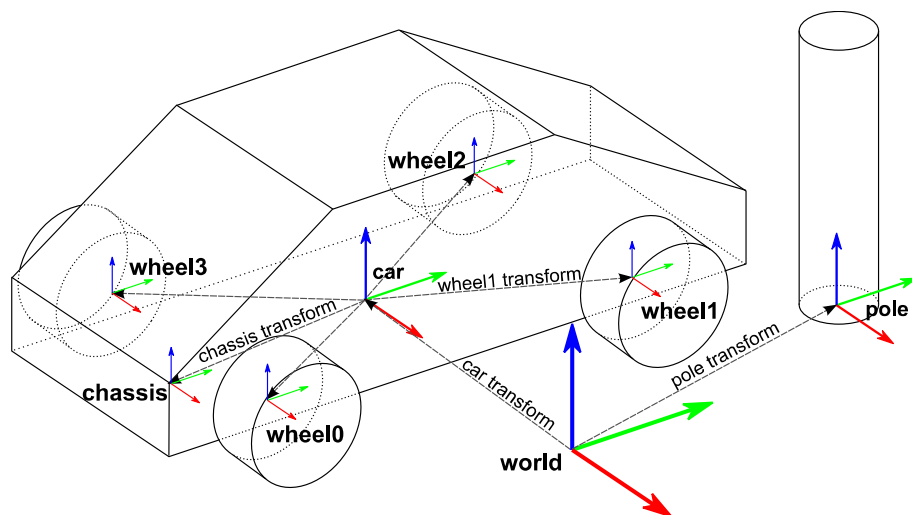 wheel2
wheel3
car
wheel1 transform
pole
wheel1
chassis transform
chassis
car transform
pole transform
wheel0
world